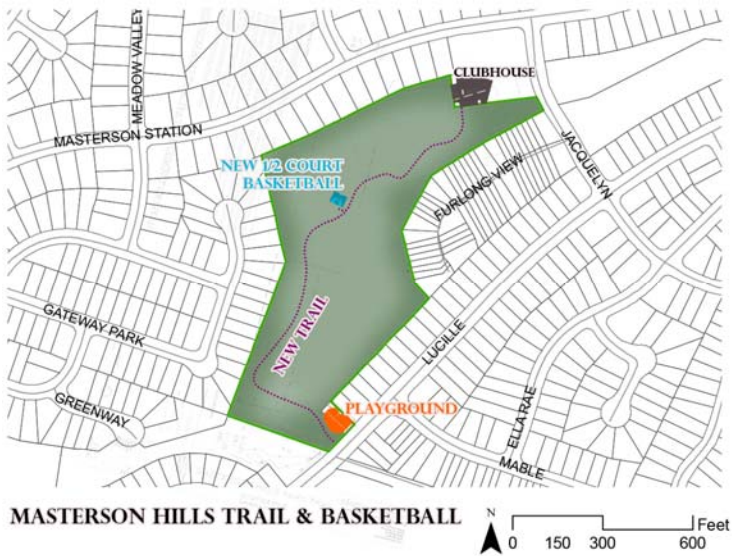 MEADOW VALLEY
CLUBHOUSE
MASTERSON STATION
JACQUELYN
NEW 1/2 COURT
BASKETBALL
FURLONG VIEW
GATEWAY PARK
NEW TRAIL
LUCILLE
GREENWAY
PLAYGROUND
ELLA RAE
MABLE
MASTERSON HILLS TRAIL & BASKETBALL
N
Feet
0 150 300 600